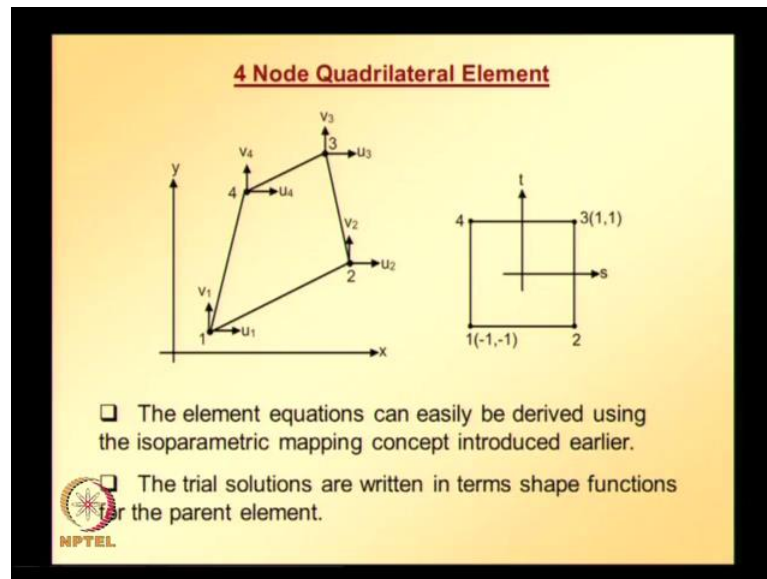 4 Node Quadrilateral Element
v3
3
u3
v4
y
4
u4
t
v2
4
3(1,1)
u2
s
2
v1
u1
1
1(-1,-1)
2
x
❑ The element equations can easily be derived using
the isoparametric mapping concept introduced earlier.
❑ The trial solutions are written in terms shape functions
for the parent element.
NPTEL